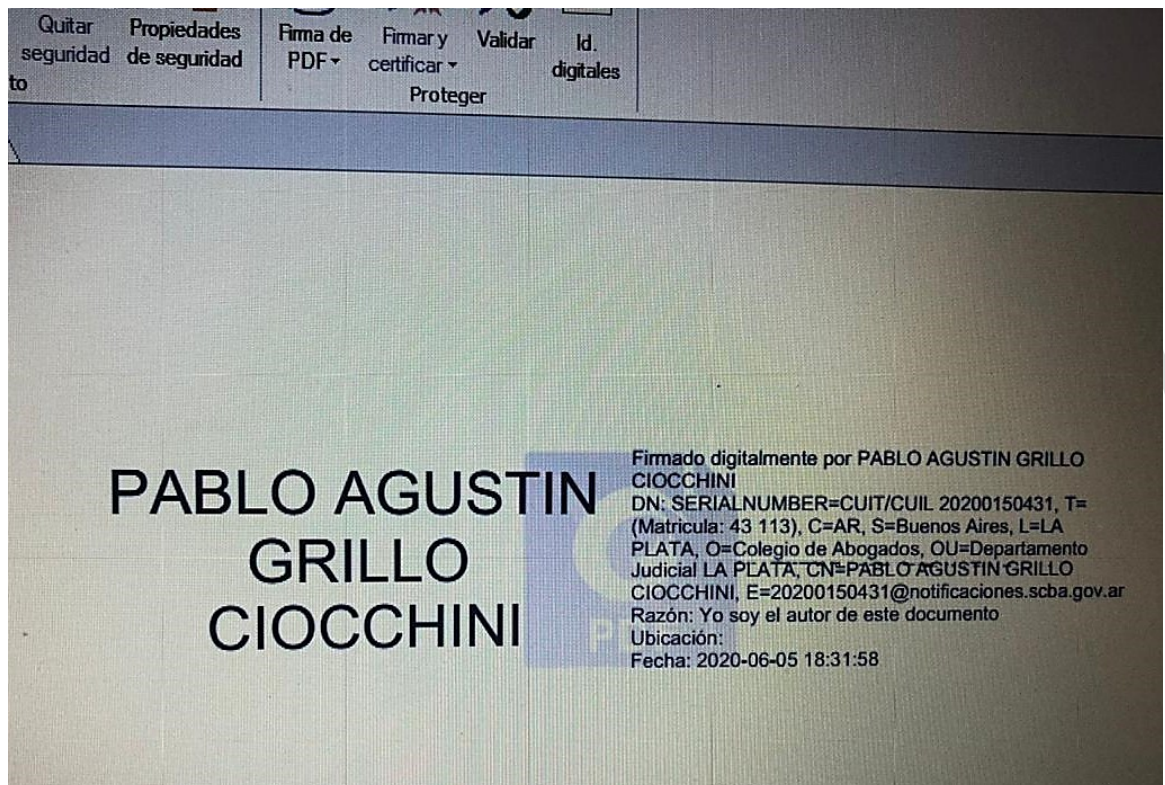 Quitar
seguridad
Propiedades
de seguridad
to
Firma de
PDF
Firmar y
certificar
Validar
Id.
digitales
Proteger
PABLO AGUSTIN
GRILLO
CIOCCHINI
Firmado digitalmente por PABLO AGUSTIN GRILLO
CIOCCHINI
DN: SERIALNUMBER=CUIT/CUIL 20200150431, T=
(Matricula: 43 113), C=AR, S=Buenos Aires, L=LA
PLATA, O=Colegio de Abogados, OU=Departamento
Judicial LA PLATA, CN=PABLO AGUSTIN GRILLO
CIOCCHINI, E=20200150431@notificaciones.scba.gov.ar
Razón: Yo soy el autor de este documento
Ubicación:
Fecha: 2020-06-05 18:31:58